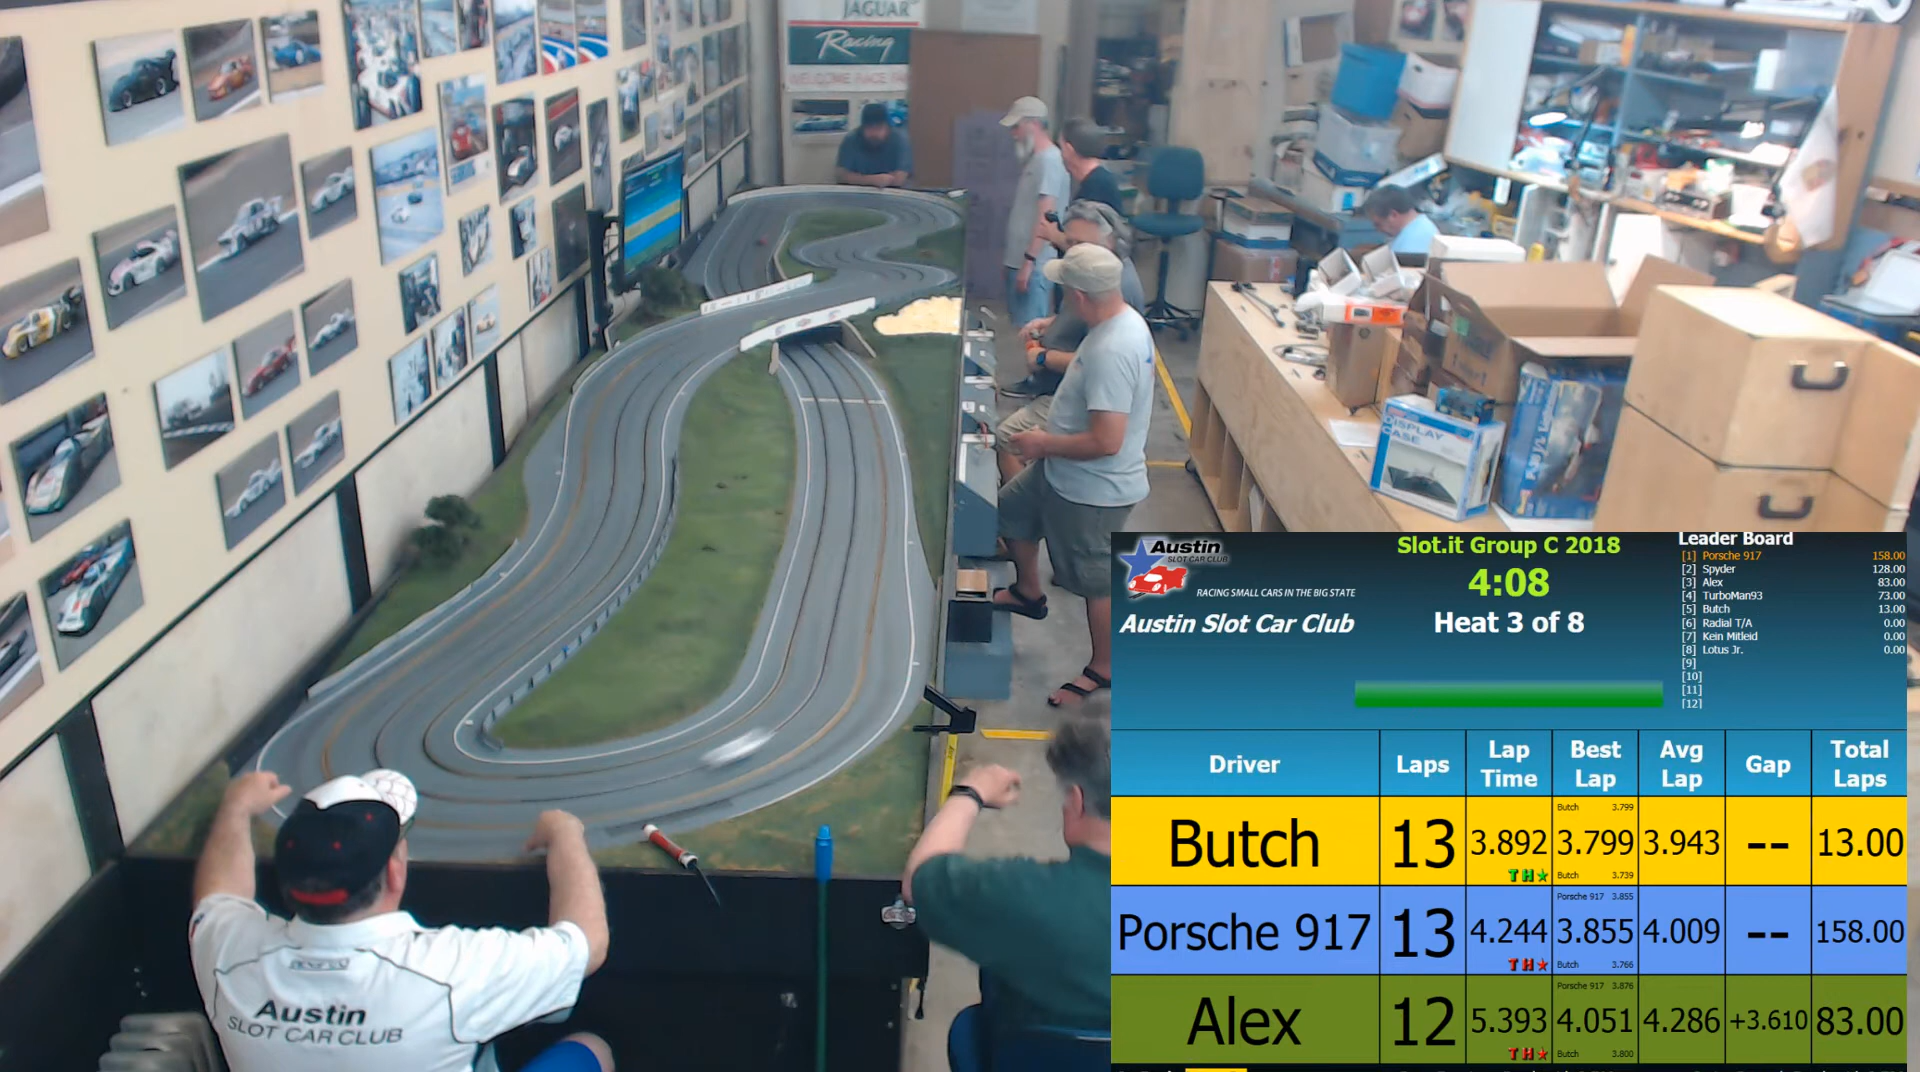 JAGUAR
Racing
WELCOME RACE FA
DISPLAY
CASE
Austin
SLOT CAR CLUB
Austin
SLOT CAR CLUB
RACING SMALL CARS IN THE BIG STATE
Austin Slot Car Club
Slot.it Group C 2018
4:08
Heat 3 of 8
Leader Board
[1] Porsche 917 158.00
[2] Spyder 128.00
[3] Alex 83.00
[4] TurboMan93 73.00
[5] Butch 13.00
[6] Radial T/A 0.00
[7] Kein Mitleid 0.00
[8] Lotus Jr. 0.00
[9]
[10]
[11]
[12]
Driver Laps Lap Time Best Lap Avg Lap Gap Total Laps
Butch 3.799
Butch 13 3.892 3.799 3.943 -- 13.00
TH★ Butch 3.739
Porsche 917 3.855
Porsche 917 13 4.244 3.855 4.009 -- 158.00
TH★ Butch 3.766
Porsche 917 3.876
Alex 12 5.393 4.051 4.286 +3.610 83.00
TH★ Butch 3.800